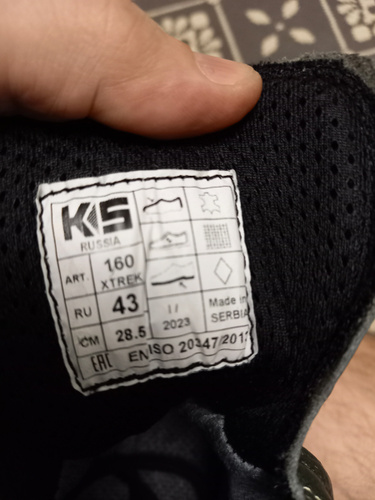 KS
RUSSIA
ART. 160 XTREK
RU 43 I / 2023 Made in SERBIA
CM 28.5
EAC EN ISO 20347:2012